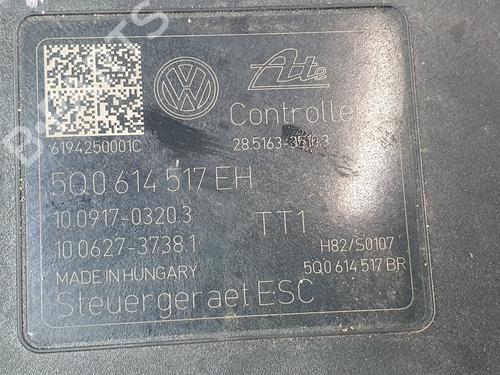 VW Ate
Controller
6194250001C 28.5163-3510.3
5Q0 614 517 EH
10.0917-0320.3 TT1
10.0627-3738.1 H82/S0107
MADE IN HUNGARY 5Q0 614 517 BR
Steuergeraet ESC